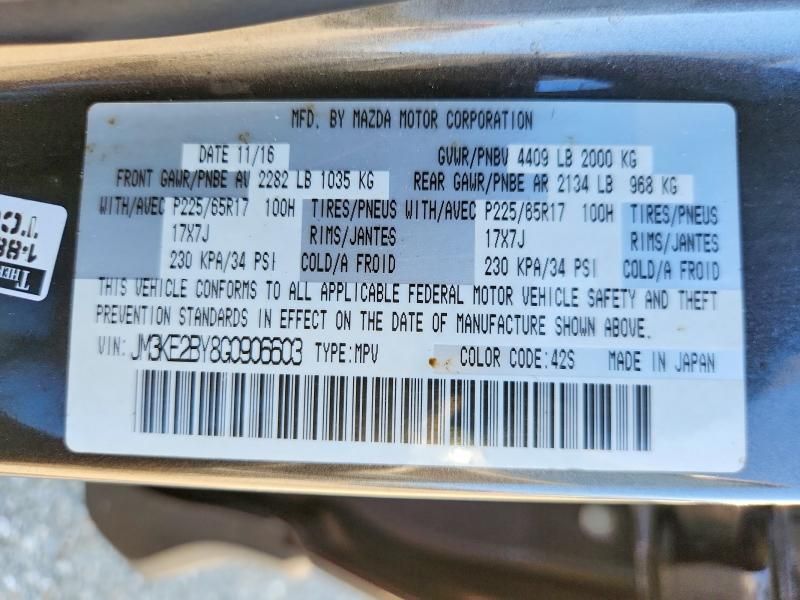 MFD. BY MAZDA MOTOR CORPORATION
DATE 11/16 GVWR/PNBV 4409 LB 2000 KG
FRONT GAWR/PNBE AV 2282 LB 1035 KG REAR GAWR/PNBE AR 2134 LB 968 KG
WITH/AVEC P225/65R17 100H TIRES/PNEUS WITH/AVEC P225/65R17 100H TIRES/PNEUS
17X7J RIMS/JANTES 17X7J RIMS/JANTES
230 KPA/34 PSI COLD/A FROID 230 KPA/34 PSI COLD/A FROID
THIS VEHICLE CONFORMS TO ALL APPLICABLE FEDERAL MOTOR VEHICLE SAFETY AND THEFT
PREVENTION STANDARDS IN EFFECT ON THE DATE OF MANUFACTURE SHOWN ABOVE.
VIN: JM3KE2BY8G0906603 TYPE:MPV COLOR CODE:42S MADE IN JAPAN